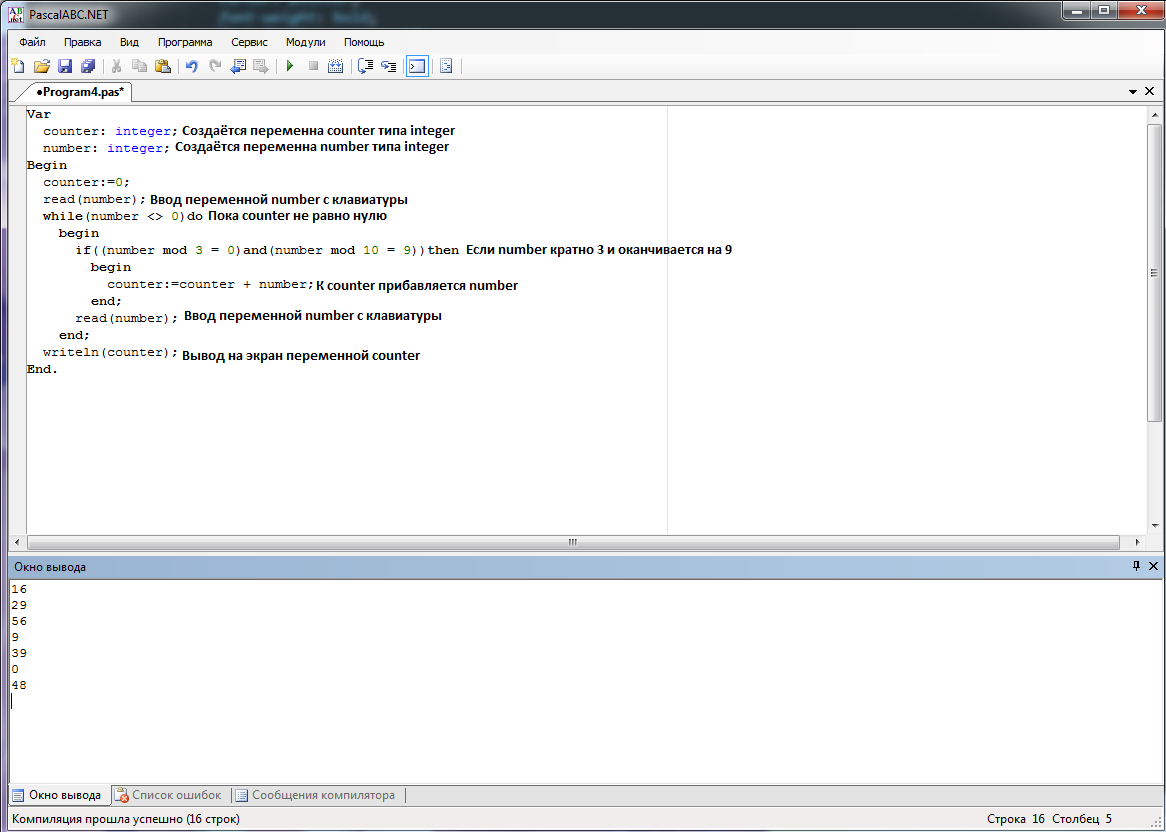 PascalABC.NET
Файл Правка Вид Программа Сервис Модули Помощь
•Program4.pas*
Var
counter: integer; Создаётся переменна counter типа integer
number: integer; Создаётся переменна number типа integer
Begin
counter:=0;
read(number); Ввод переменной number с клавиатуры
while(number <> 0)do Пока counter не равно нулю
begin
if((number mod 3 = 0)and(number mod 10 = 9))then Если number кратно 3 и оканчивается на 9
begin
counter:=counter + number; К counter прибавляется number
end;
read(number); Ввод переменной number с клавиатуры
end;
writeln(counter); Вывод на экран переменной counter
End.
Окно вывода
16
29
56
9
39
0
48
Окно вывода Список ошибок Сообщения компилятора
Компиляция прошла успешно (16 строк) Строка 16 Столбец 5